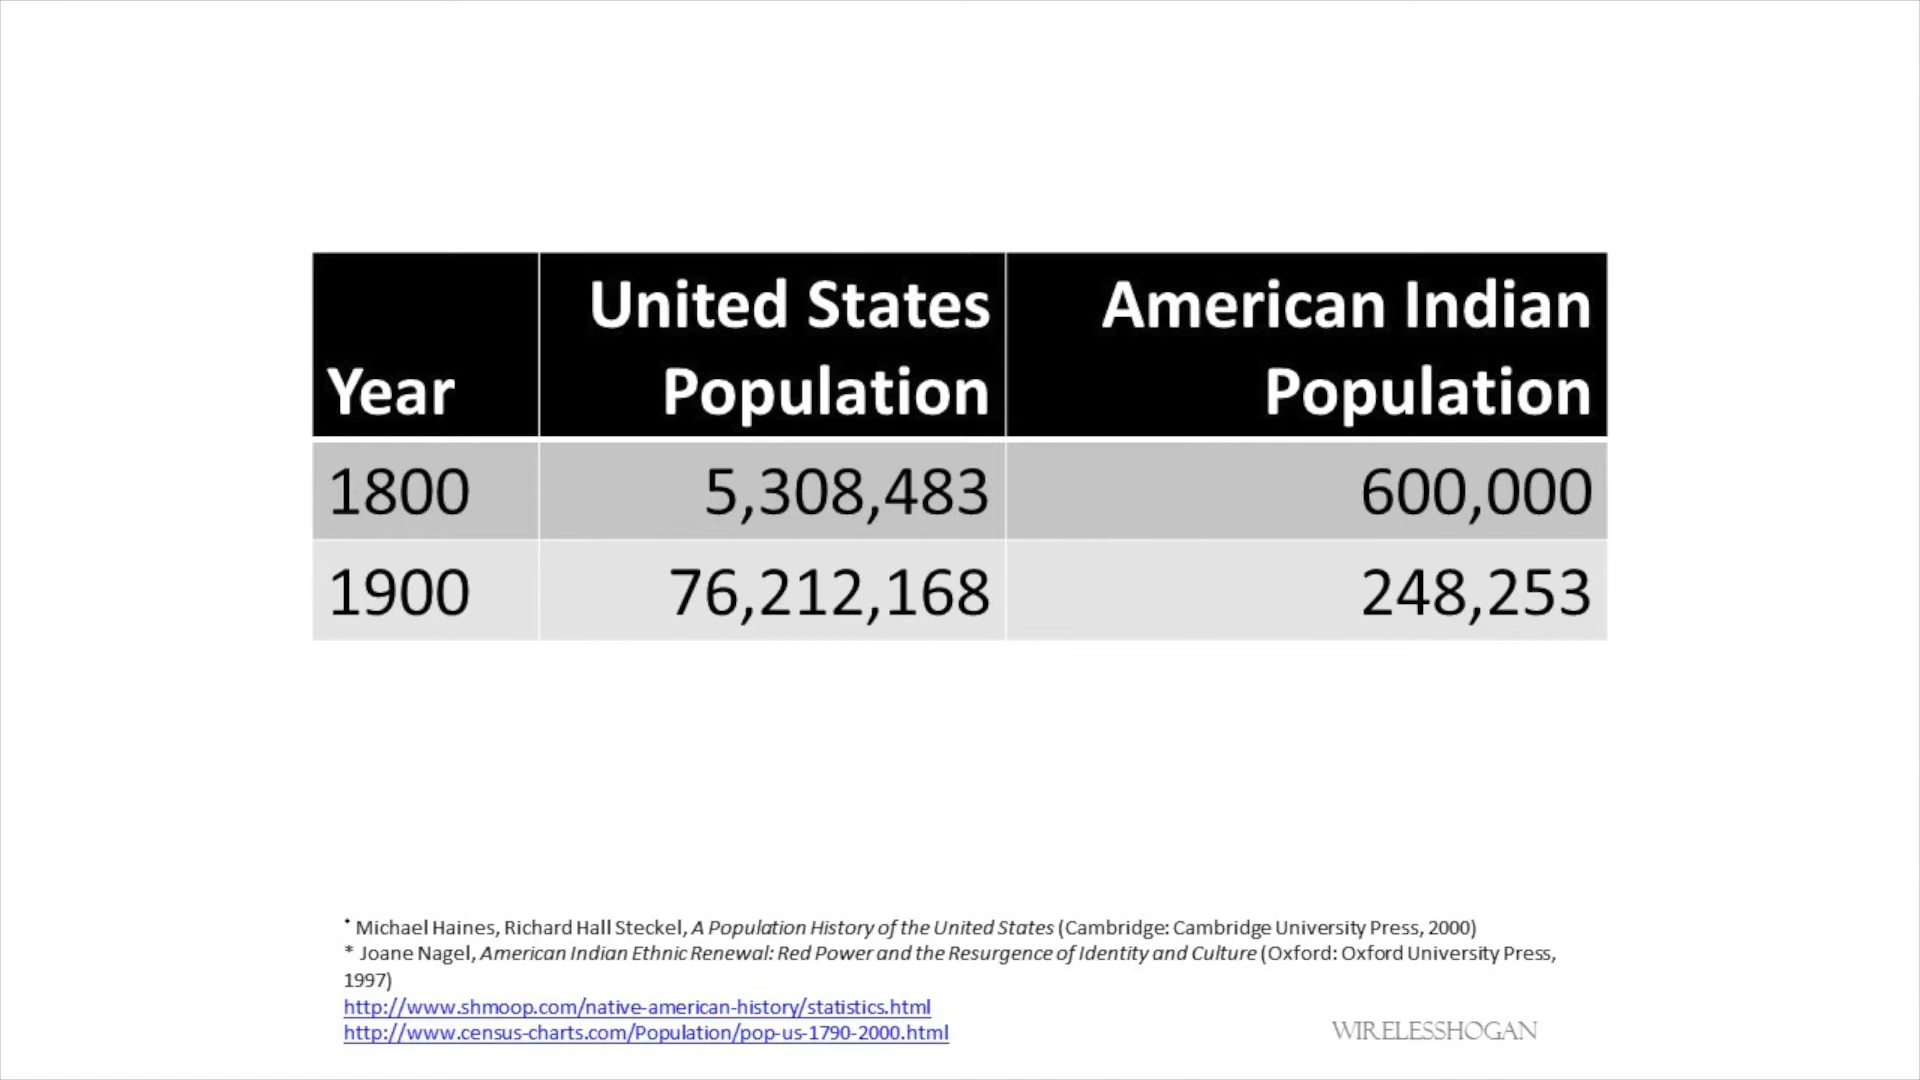 Year United States Population American Indian Population
1800 5,308,483 600,000
1900 76,212,168 248,253
* Michael Haines, Richard Hall Steckel, A Population History of the United States (Cambridge: Cambridge University Press, 2000)
* Joane Nagel, American Indian Ethnic Renewal: Red Power and the Resurgence of Identity and Culture (Oxford: Oxford University Press,
1997)
http://www.shmoop.com/native-american-history/statistics.html
http://www.census-charts.com/Population/pop-us-1790-2000.html
WIRELESSHOGAN